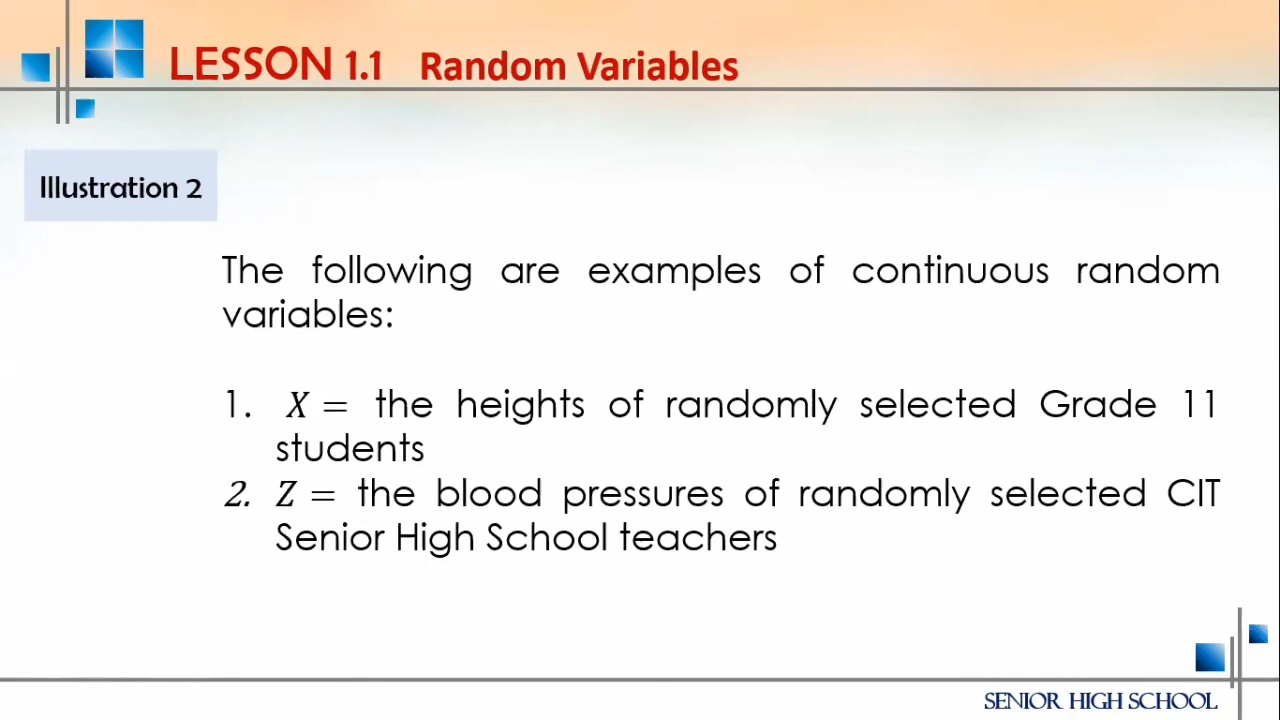 LESSON 1.1 Random Variables
Illustration 2
The following are examples of continuous random
variables:
1. X = the heights of randomly selected Grade 11
students
2. Z = the blood pressures of randomly selected CIT
Senior High School teachers
SENIOR HIGH SCHOOL